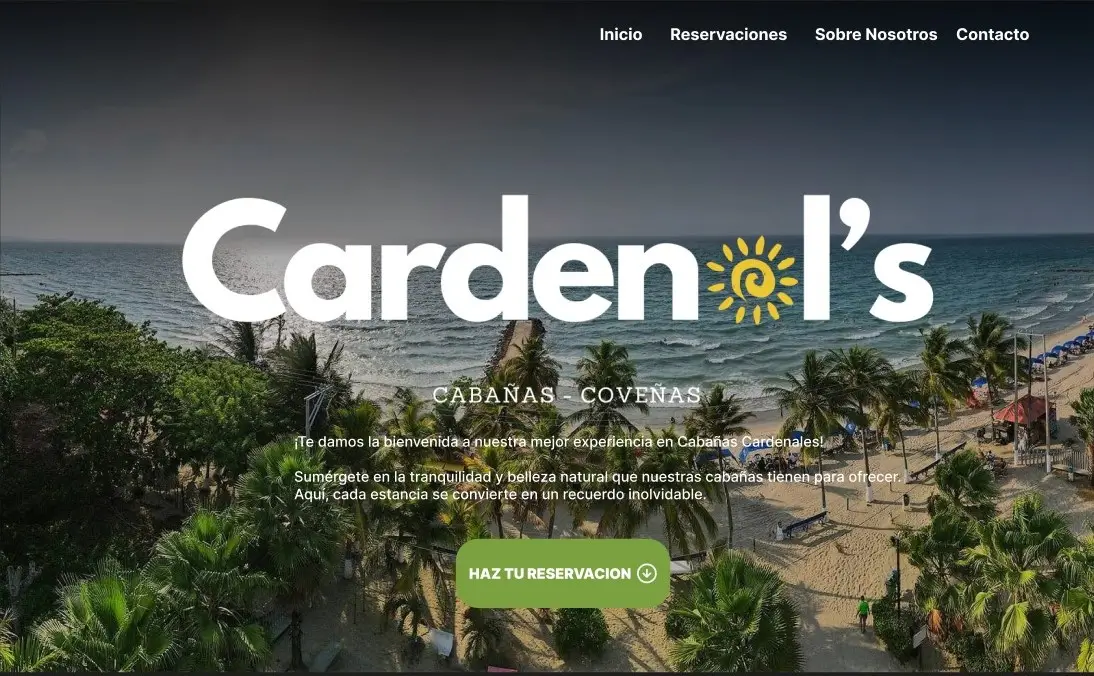 Inicio Reservaciones Sobre Nosotros Contacto
Carden l's
CABAÑAS - COVEÑAS
¡Te damos la bienvenida a nuestra mejor experiencia en Cabañas Cardenales!
Sumérgete en la tranquilidad y belleza natural que nuestras cabañas tienen para ofrecer.
Aquí, cada estancia se convierte en un recuerdo inolvidable.
HAZ TU RESERVACION